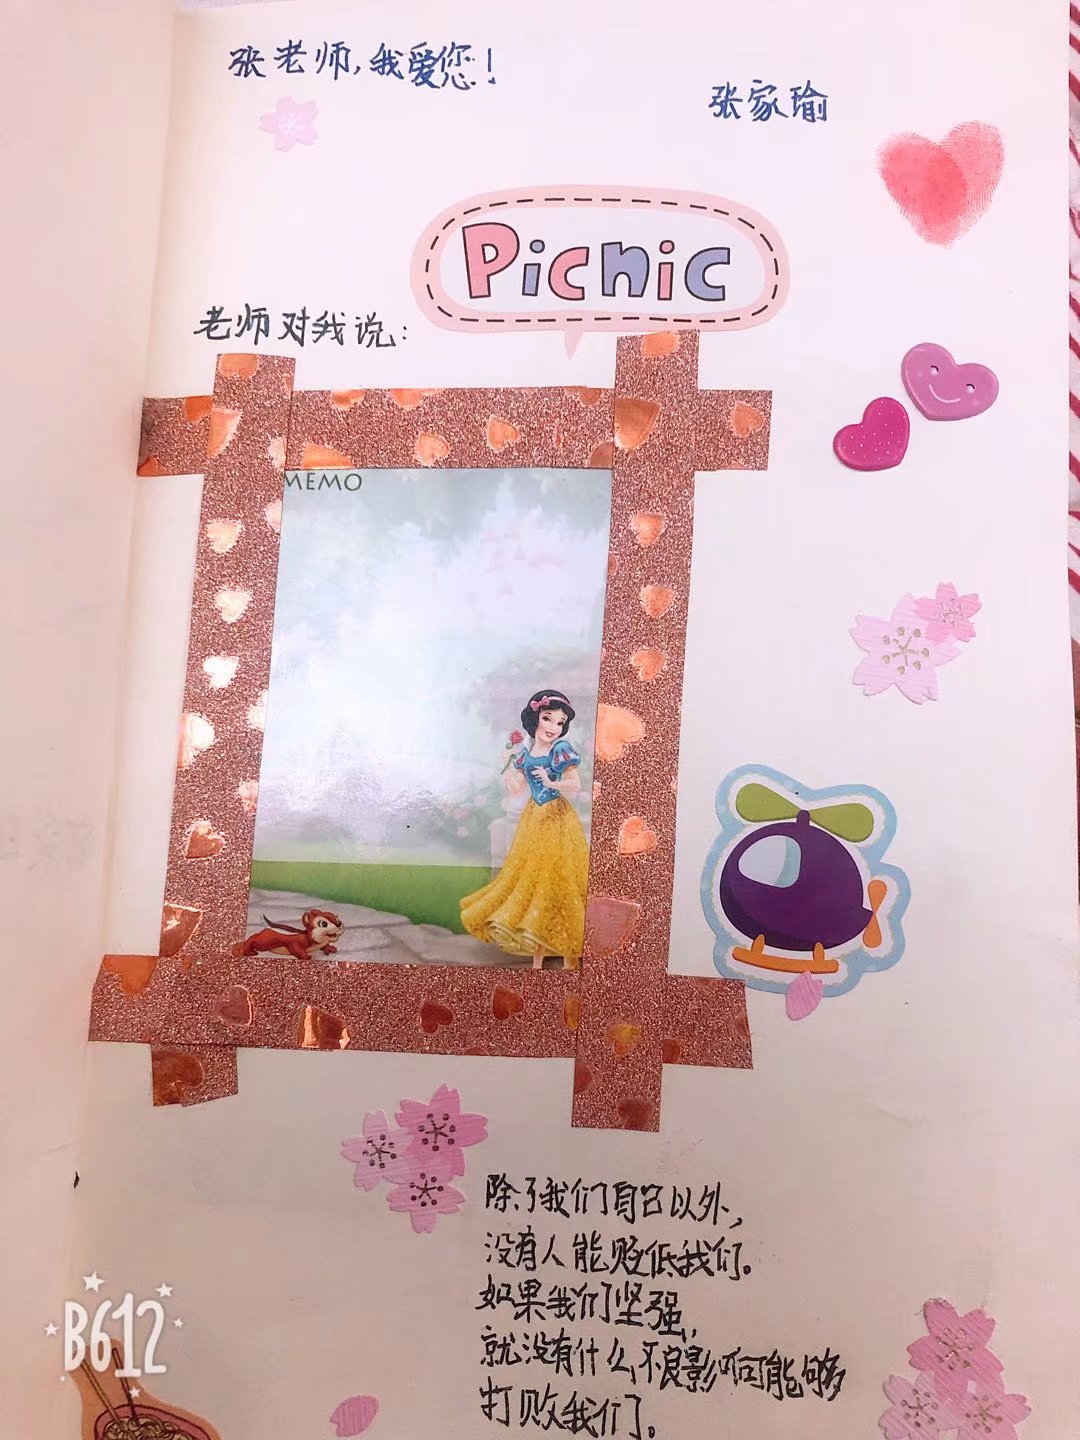 张老师,我爱您!
张家瑜
Picnic
老师对我说:
MEMO
除了我们自己以外,
没有人能贬低我们。
如果我们坚强,
就没有什么不良影响可能够
打败我们。
B612